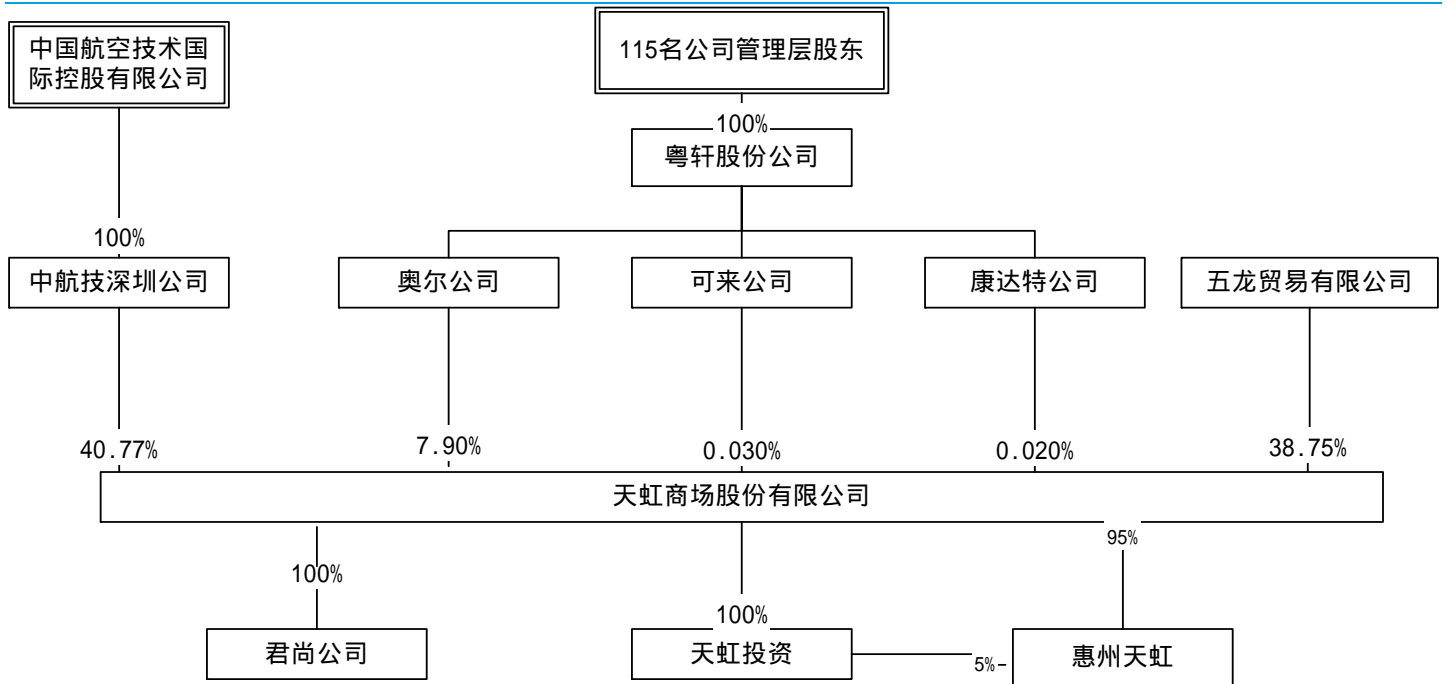 中国航空技术国
际控股有限公司
115名公司管理层股东
100%
粤轩股份公司
100%
中航技深圳公司
奥尔公司
可来公司
康达特公司
五龙贸易有限公司
40.77%
7.90%
0.030%
0.020%
38.75%
天虹商场股份有限公司
95%
100%
100%
君尚公司
天虹投资
5%
惠州天虹